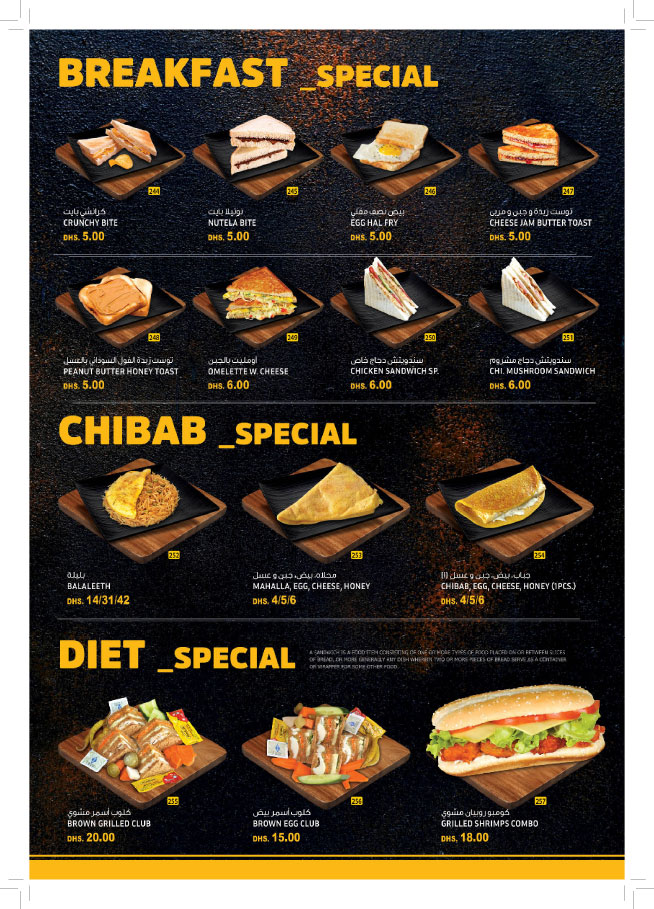 BREAKFAST _SPECIAL
244
245
246
247
كرانشي بايت
CRUNCHY BITE
DHS. 5.00
نوتيلا بايت
NUTELA BITE
DHS. 5.00
بيض نصف مقلي
EGG HAL FRY
DHS. 5.00
توست زبدة و جبن و مربى
CHEESE JAM BUTTER TOAST
DHS. 5.00
248
249
250
251
توست زبدة الفول السوداني بالعسل
PEANUT BUTTER HONEY TOAST
DHS. 5.00
أومليت بالجبن
OMELETTE W. CHEESE
DHS. 6.00
سندويتش دجاج خاص
CHICKEN SANDWICH SP.
DHS. 6.00
سندويتش دجاج مشروم
CHI. MUSHROOM SANDWICH
DHS. 6.00
CHIBAB _SPECIAL
252
253
254
بليلة
BALALEETH
DHS. 14/31/42
محلاه، بيض، جبن و عسل
MAHALLA, EGG, CHEESE, HONEY
DHS. 4/5/6
جباب، بيض، جبن و عسل (١)
CHIBAB, EGG, CHEESE, HONEY (1PCS.)
DHS. 4/5/6
DIET _SPECIAL
A SANDWICH IS A FOOD ITEM CONSISTING OF ONE OR MORE TYPES OF FOOD PLACED ON OR BETWEEN SLICES
OF BREAD, OR MORE GENERALLY ANY DISH WHEREIN TWO OR MORE PIECES OF BREAD SERVE AS A CONTAINER
OR WRAPPER FOR SOME OTHER FOOD.
255
256
257
كلوب أسمر مشوي
BROWN GRILLED CLUB
DHS. 20.00
كلوب أسمر بيض
BROWN EGG CLUB
DHS. 15.00
كومبو روبيان مشوي
GRILLED SHRIMPS COMBO
DHS. 18.00